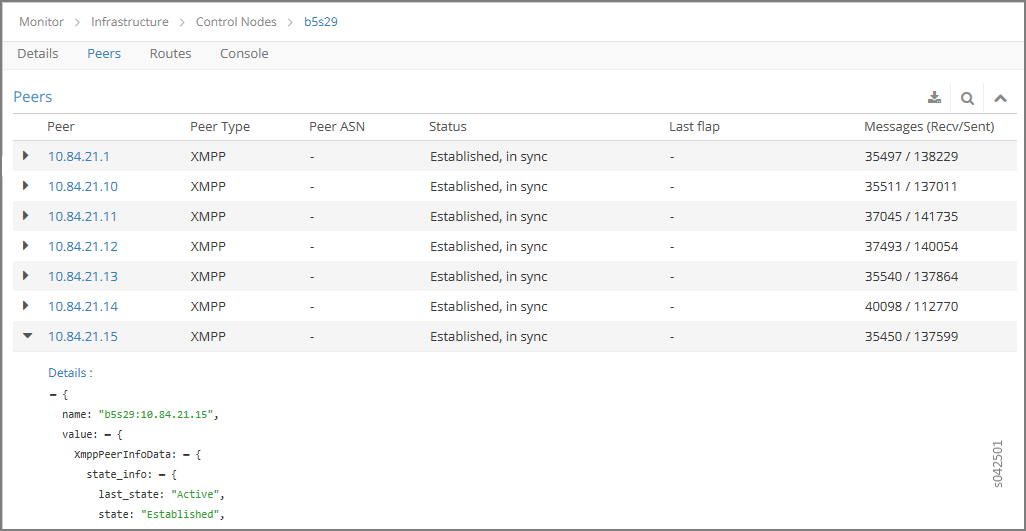 Monitor > Infrastructure > Control Nodes > b5s29
Details Peers Routes Console
Peers
Peer Peer Type Peer ASN Status Last flap Messages (Recv/Sent)
10.84.21.1 XMPP - Established, in sync - 35497 / 138229
10.84.21.10 XMPP - Established, in sync - 35511 / 137011
10.84.21.11 XMPP - Established, in sync - 37045 / 141735
10.84.21.12 XMPP - Established, in sync - 37493 / 140054
10.84.21.13 XMPP - Established, in sync - 35540 / 137864
10.84.21.14 XMPP - Established, in sync - 40098 / 112770
10.84.21.15 XMPP - Established, in sync - 35450 / 137599
Details :
– {
name: "b5s29:10.84.21.15",
value: – {
XmppPeerInfoData: – {
state_info: – {
last_state: "Active",
state: "Established",
s042501